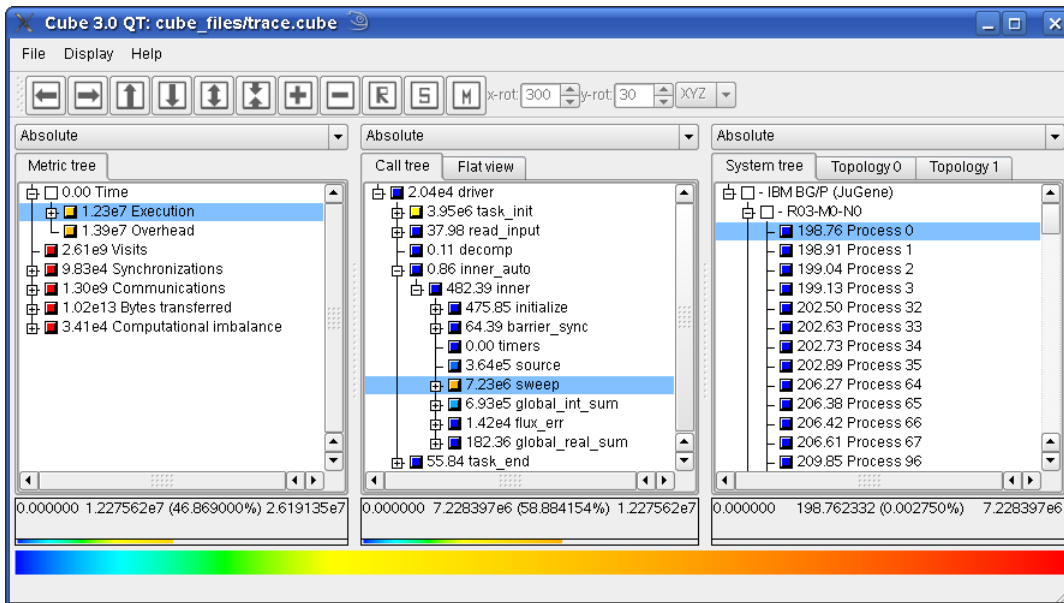 Cube 3.0 QT: cube_files/trace.cube
File Display Help
R S M x-rot: 300 y-rot: 30 XYZ
Absolute
Metric tree
0.00 Time
1.23e7 Execution
1.39e7 Overhead
2.61e9 Visits
9.83e4 Synchronizations
1.30e9 Communications
1.02e13 Bytes transferred
3.41e4 Computational imbalance
0.000000 1.227562e7 (46.869000%) 2.619135e7
Absolute
Call tree Flat view
2.04e4 driver
3.95e6 task_init
37.98 read_input
0.11 decomp
0.86 inner_auto
482.39 inner
475.85 initialize
64.39 barrier_sync
0.00 timers
3.64e5 source
7.23e6 sweep
6.93e5 global_int_sum
1.42e4 flux_err
182.36 global_real_sum
55.84 task_end
0.000000 7.228397e6 (58.884154%) 1.227562e7
Absolute
System tree Topology 0 Topology 1
- IBM BG/P (JuGene)
- R03-M0-N0
198.76 Process 0
198.91 Process 1
199.04 Process 2
199.13 Process 3
202.50 Process 32
202.63 Process 33
202.73 Process 34
202.89 Process 35
206.27 Process 64
206.38 Process 65
206.42 Process 66
206.61 Process 67
209.85 Process 96
0.000000 198.762332 (0.002750%) 7.228397e6